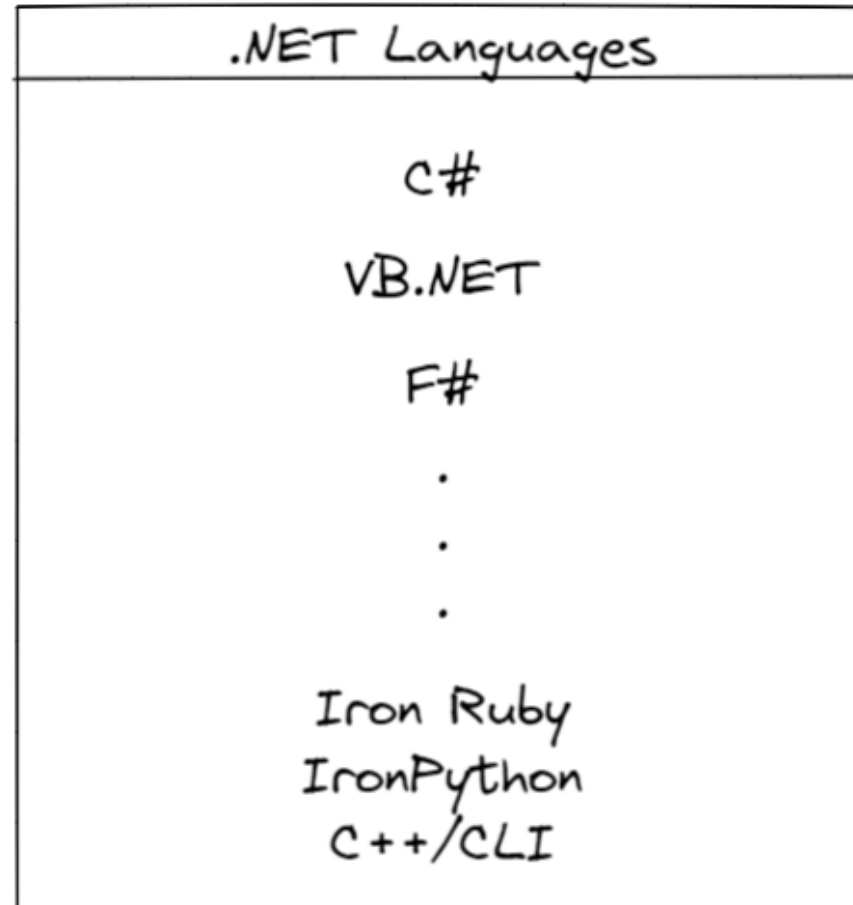 .NET Languages
C#
VB.NET
F#
.
.
.
Iron Ruby
IronPython
C++/CLI